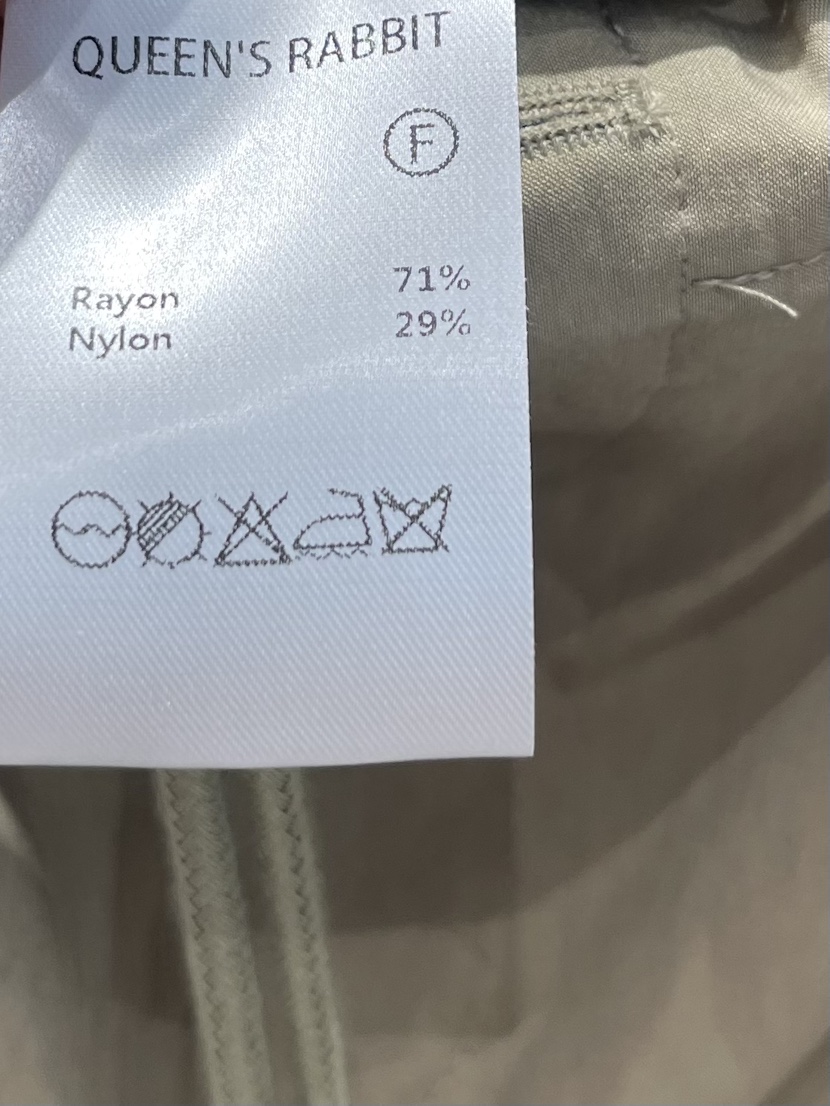 QUEEN'S RABBIT
F
Rayon 71%
Nylon 29%